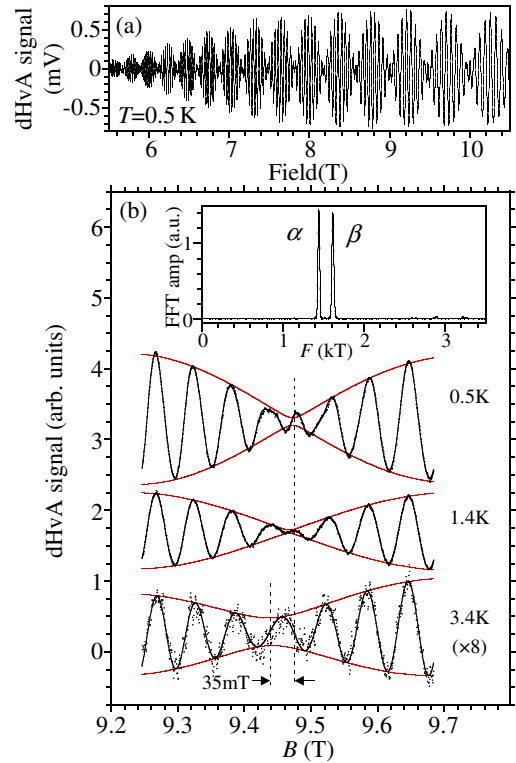 (a)
dHvA signal
(mV)
0.5
0
-0.5
T=0.5 K
6 7 8 9 10
Field(T)
(b)
6
5
4
3
2
1
0
dHvA signal (arb. units)
FFT amp (a.u.)
1
0
α β
0 1 2 3
F (kT)
0.5K
1.4K
3.4K
(×8)
35mT
9.2 9.3 9.4 9.5 9.6 9.7
B (T)